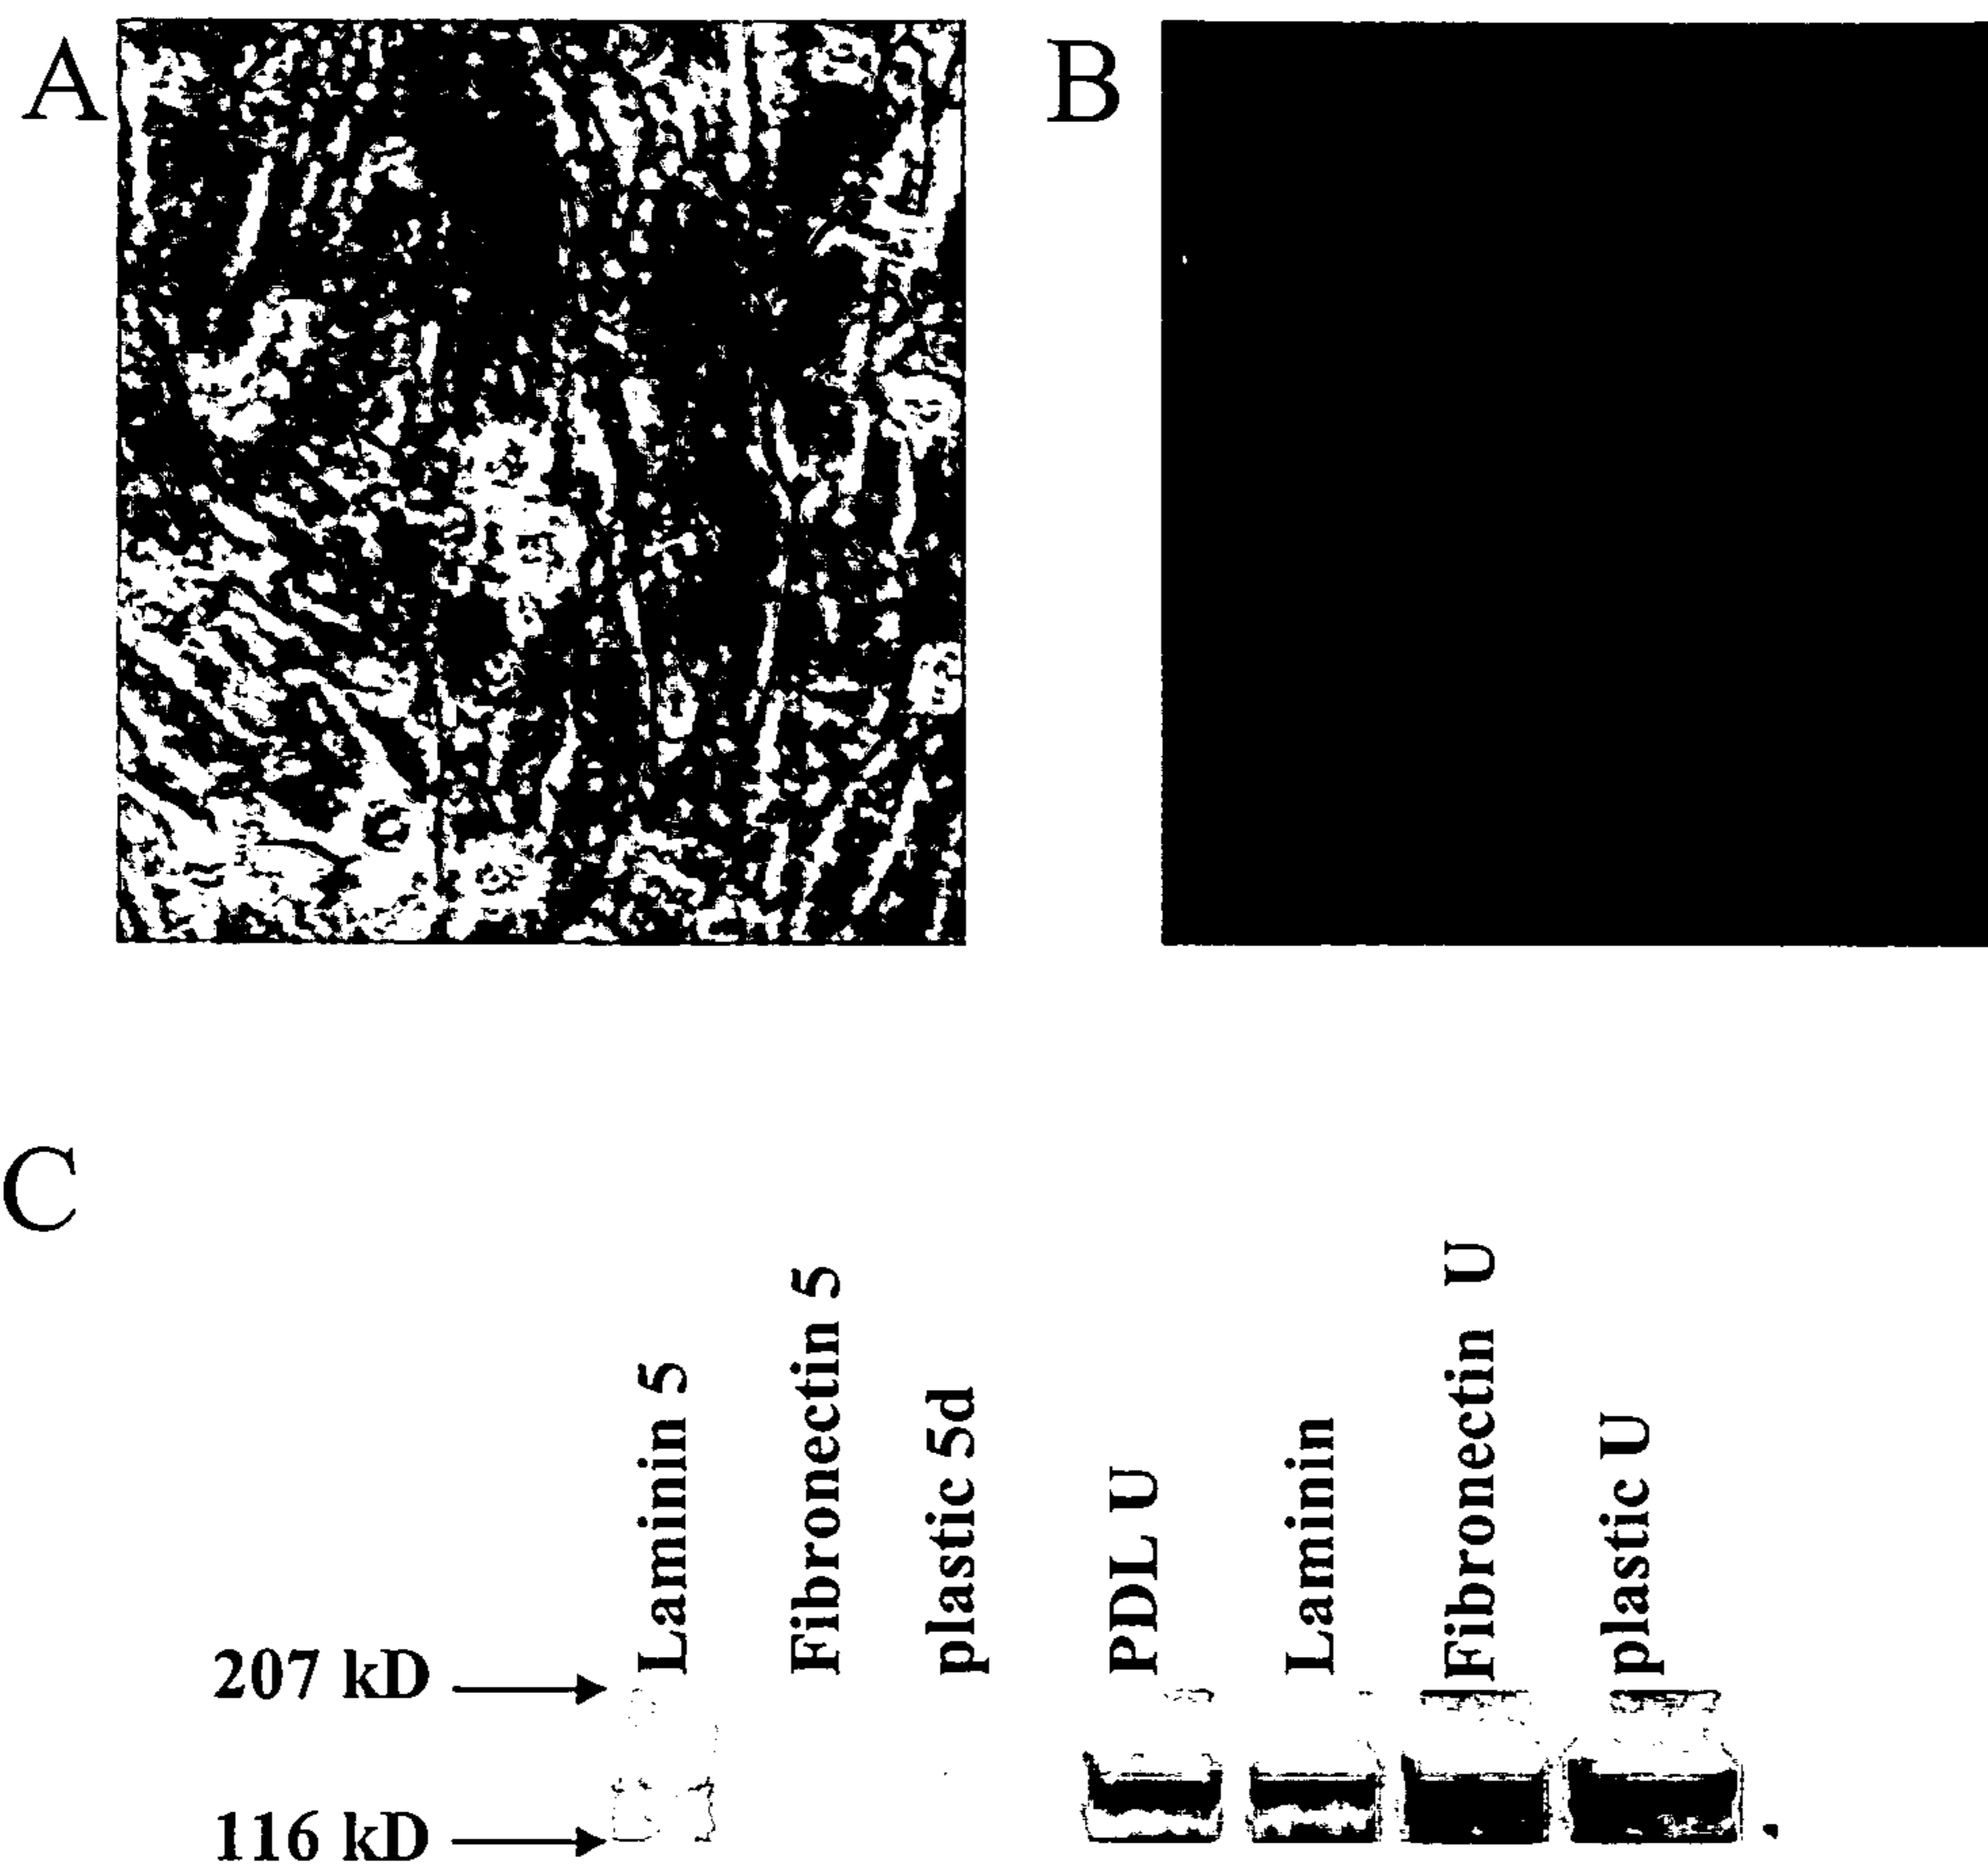 A
B
C
Laminin 5
Fibronectin 5
plastic 5d
PDL U
Laminin
Fibronectin U
plastic U
207 kD
116 kD